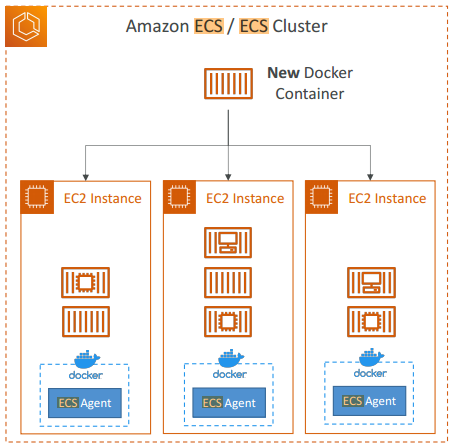 Amazon ECS / ECS Cluster
New Docker
Container
EC2 Instance
EC2 Instance
EC2 Instance
docker
docker
docker
ECS Agent
ECS Agent
ECS Agent